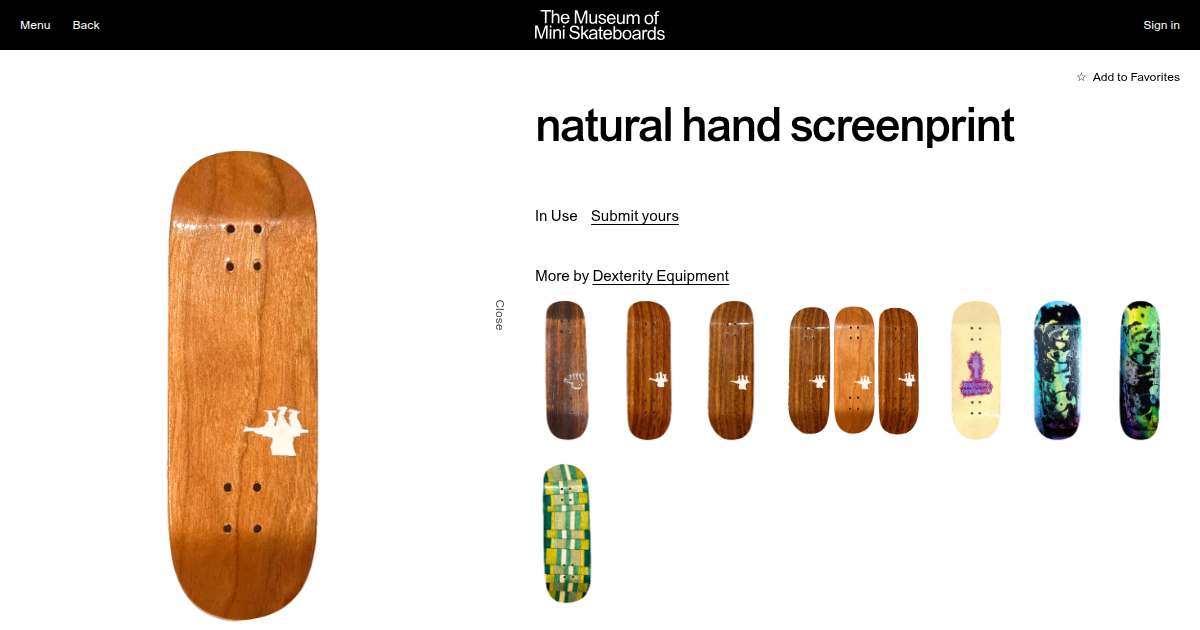 Menu
Back
The Museum of
Mini Skateboards
Sign in
☆ Add to Favorites
natural hand screenprint
In Use Submit yours
More by Dexterity Equipment
Close